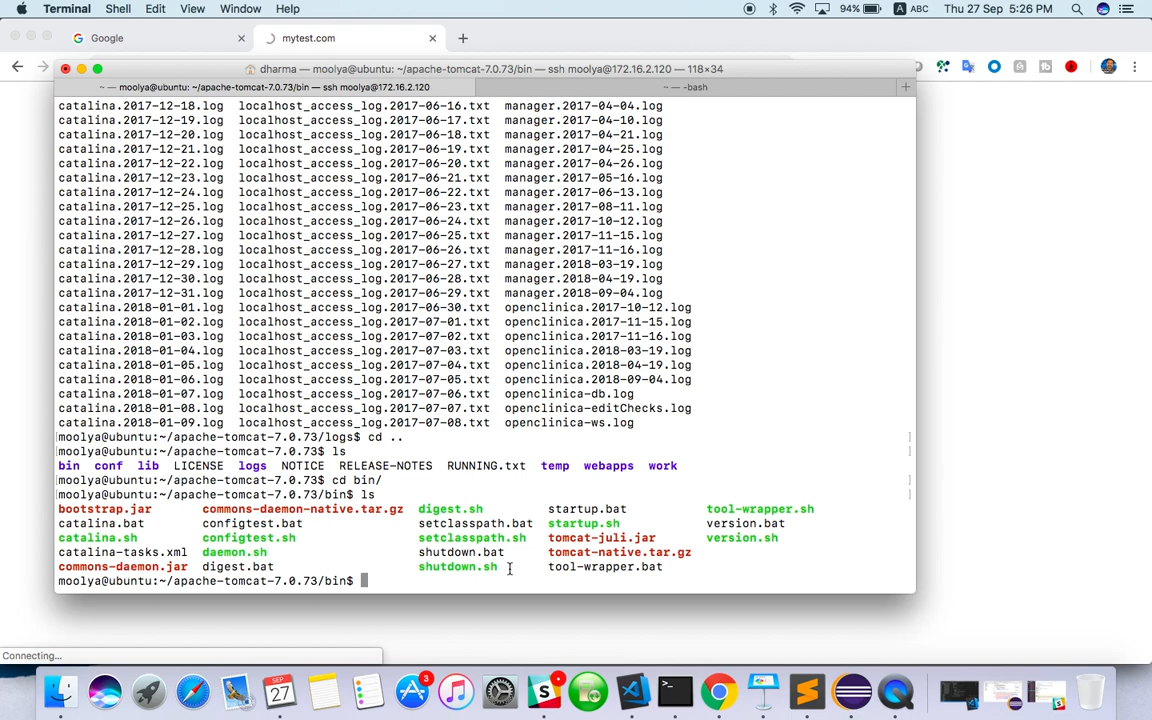 Terminal Shell Edit View Window Help 94% A ABC Thu 27 Sep 5:26 PM
Google mytest.com
dharma — moolya@ubuntu: ~/apache-tomcat-7.0.73/bin — ssh moolya@172.16.2.120 — 118×34
~ — moolya@ubuntu: ~/apache-tomcat-7.0.73/bin — ssh moolya@172.16.2.120 ~ — -bash
catalina.2017-12-18.log localhost_access_log.2017-06-16.txt manager.2017-04-04.log
catalina.2017-12-19.log localhost_access_log.2017-06-17.txt manager.2017-04-10.log
catalina.2017-12-20.log localhost_access_log.2017-06-18.txt manager.2017-04-21.log
catalina.2017-12-21.log localhost_access_log.2017-06-19.txt manager.2017-04-25.log
catalina.2017-12-22.log localhost_access_log.2017-06-20.txt manager.2017-04-26.log
catalina.2017-12-23.log localhost_access_log.2017-06-21.txt manager.2017-05-16.log
catalina.2017-12-24.log localhost_access_log.2017-06-22.txt manager.2017-06-13.log
catalina.2017-12-25.log localhost_access_log.2017-06-23.txt manager.2017-08-11.log
catalina.2017-12-26.log localhost_access_log.2017-06-24.txt manager.2017-10-12.log
catalina.2017-12-27.log localhost_access_log.2017-06-25.txt manager.2017-11-15.log
catalina.2017-12-28.log localhost_access_log.2017-06-26.txt manager.2017-11-16.log
catalina.2017-12-29.log localhost_access_log.2017-06-27.txt manager.2018-03-19.log
catalina.2017-12-30.log localhost_access_log.2017-06-28.txt manager.2018-04-19.log
catalina.2017-12-31.log localhost_access_log.2017-06-29.txt manager.2018-09-04.log
catalina.2018-01-01.log localhost_access_log.2017-06-30.txt openclinica.2017-10-12.log
catalina.2018-01-02.log localhost_access_log.2017-07-01.txt openclinica.2017-11-15.log
catalina.2018-01-03.log localhost_access_log.2017-07-02.txt openclinica.2017-11-16.log
catalina.2018-01-04.log localhost_access_log.2017-07-03.txt openclinica.2018-03-19.log
catalina.2018-01-05.log localhost_access_log.2017-07-04.txt openclinica.2018-04-19.log
catalina.2018-01-06.log localhost_access_log.2017-07-05.txt openclinica.2018-09-04.log
catalina.2018-01-07.log localhost_access_log.2017-07-06.txt openclinica-db.log
catalina.2018-01-08.log localhost_access_log.2017-07-07.txt openclinica-editChecks.log
catalina.2018-01-09.log localhost_access_log.2017-07-08.txt openclinica-ws.log
[moolya@ubuntu:~/apache-tomcat-7.0.73/logs$ cd .. ]
[moolya@ubuntu:~/apache-tomcat-7.0.73$ ls ]
bin conf lib LICENSE logs NOTICE RELEASE-NOTES RUNNING.txt temp webapps work
[moolya@ubuntu:~/apache-tomcat-7.0.73$ cd bin/ ]
[moolya@ubuntu:~/apache-tomcat-7.0.73/bin$ ls ]
bootstrap.jar commons-daemon-native.tar.gz digest.sh startup.bat tool-wrapper.sh
catalina.bat configtest.bat setclasspath.bat startup.sh version.bat
catalina.sh configtest.sh setclasspath.sh tomcat-juli.jar version.sh
catalina-tasks.xml daemon.sh shutdown.bat tomcat-native.tar.gz
commons-daemon.jar digest.bat shutdown.sh tool-wrapper.bat
moolya@ubuntu:~/apache-tomcat-7.0.73/bin$
Connecting...
SEP 27 3